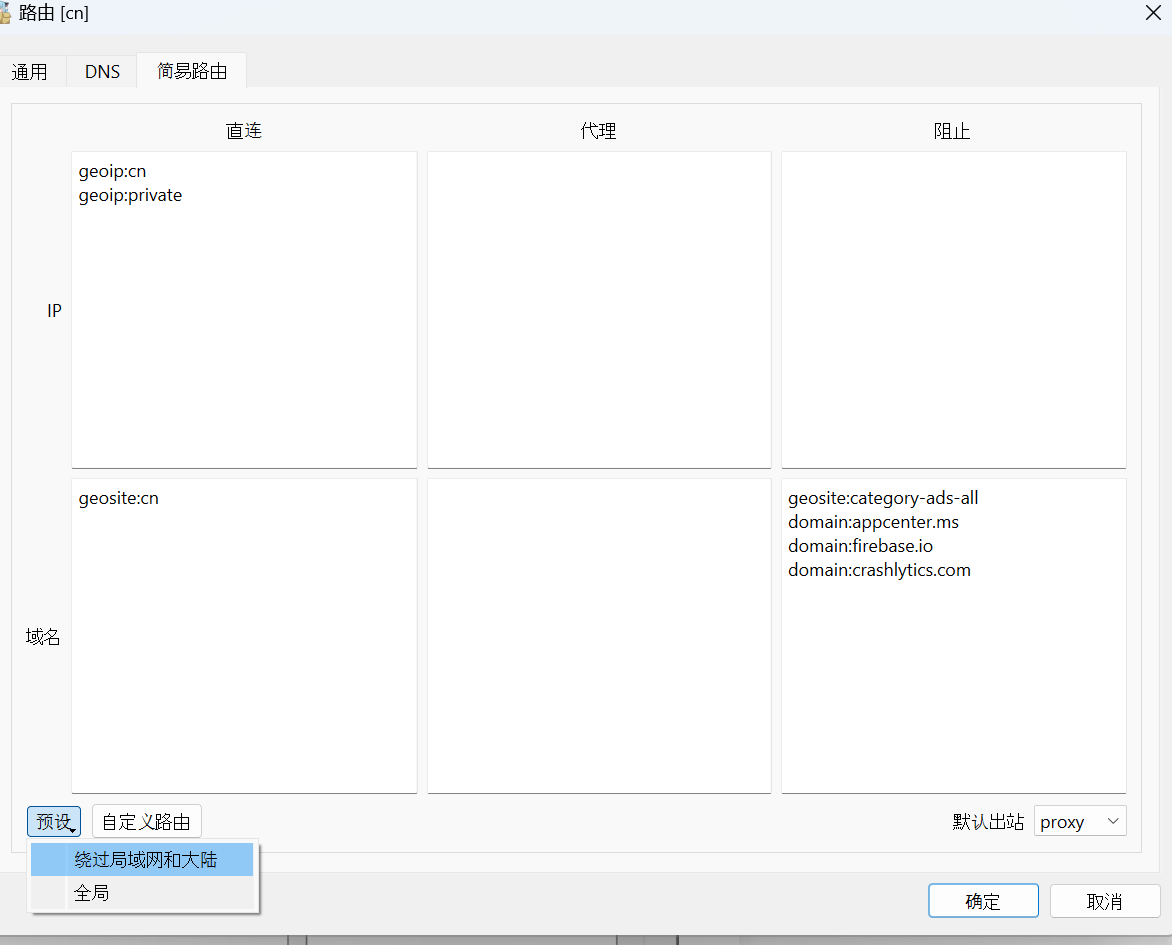 路由 [cn]
通用 DNS 简易路由
直连 代理 阻止
geoip:cn
geoip:private
IP
geosite:cn
geosite:category-ads-all
domain:appcenter.ms
domain:firebase.io
domain:crashlytics.com
域名
预设 自定义路由 默认出站 proxy
绕过局域网和大陆
全局
确定 取消